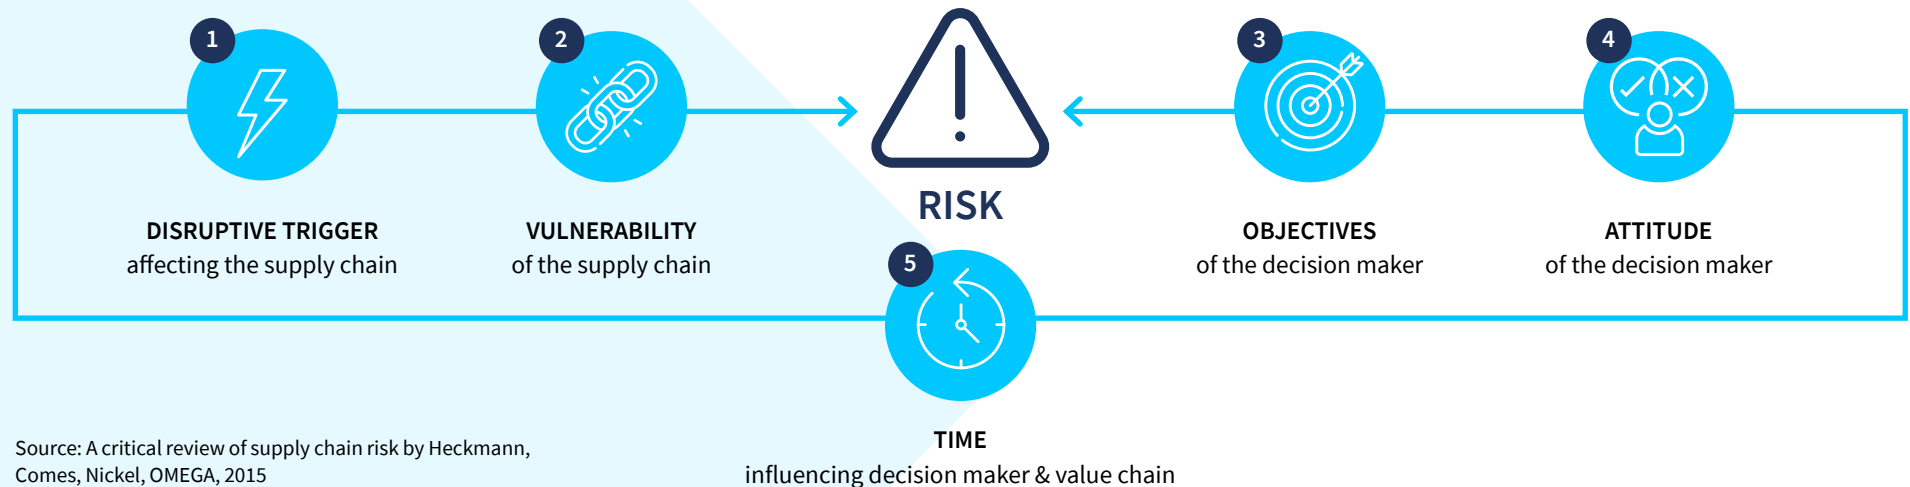 1
2
3
4
RISK
DISRUPTIVE TRIGGER
affecting the supply chain
VULNERABILITY
of the supply chain
OBJECTIVES
of the decision maker
ATTITUDE
of the decision maker
5
TIME
influencing decision maker & value chain
Source: A critical review of supply chain risk by Heckmann,
Comes, Nickel, OMEGA, 2015